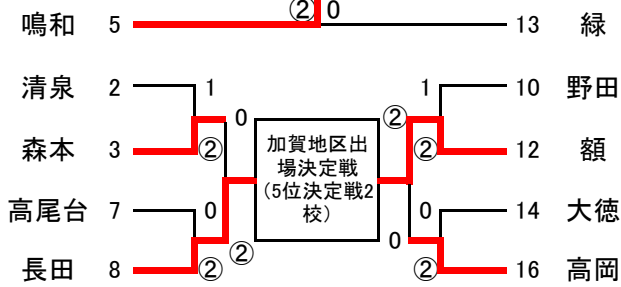 ② 0
鳴和 5 13 緑
清泉 2 1 1 10 野田
0 ②
森本 3 ② ② 12 額
加賀地区出
場決定戦
(5位決定戦2
校)
高尾台 7 0 0 14 大徳
② 0
長田 8 ② ② 16 高岡